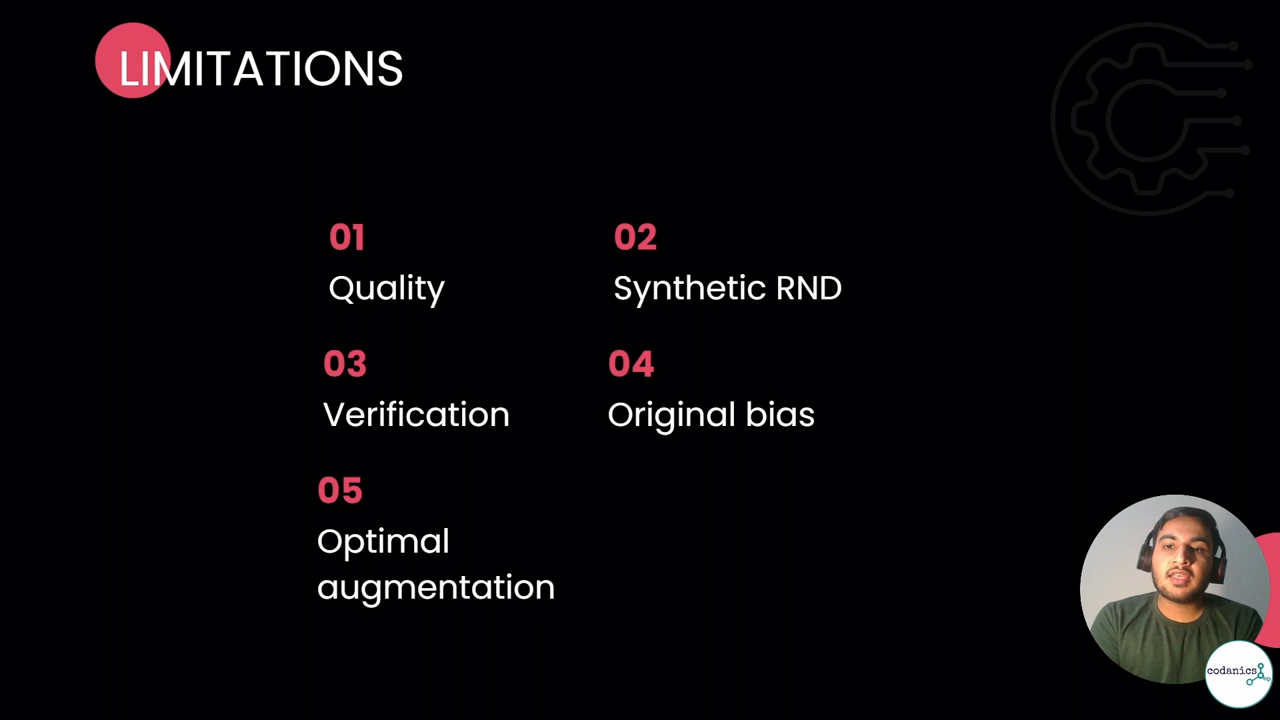 LIMITATIONS
01
Quality
02
Synthetic RND
03
Verification
04
Original bias
05
Optimal
augmentation
codanics